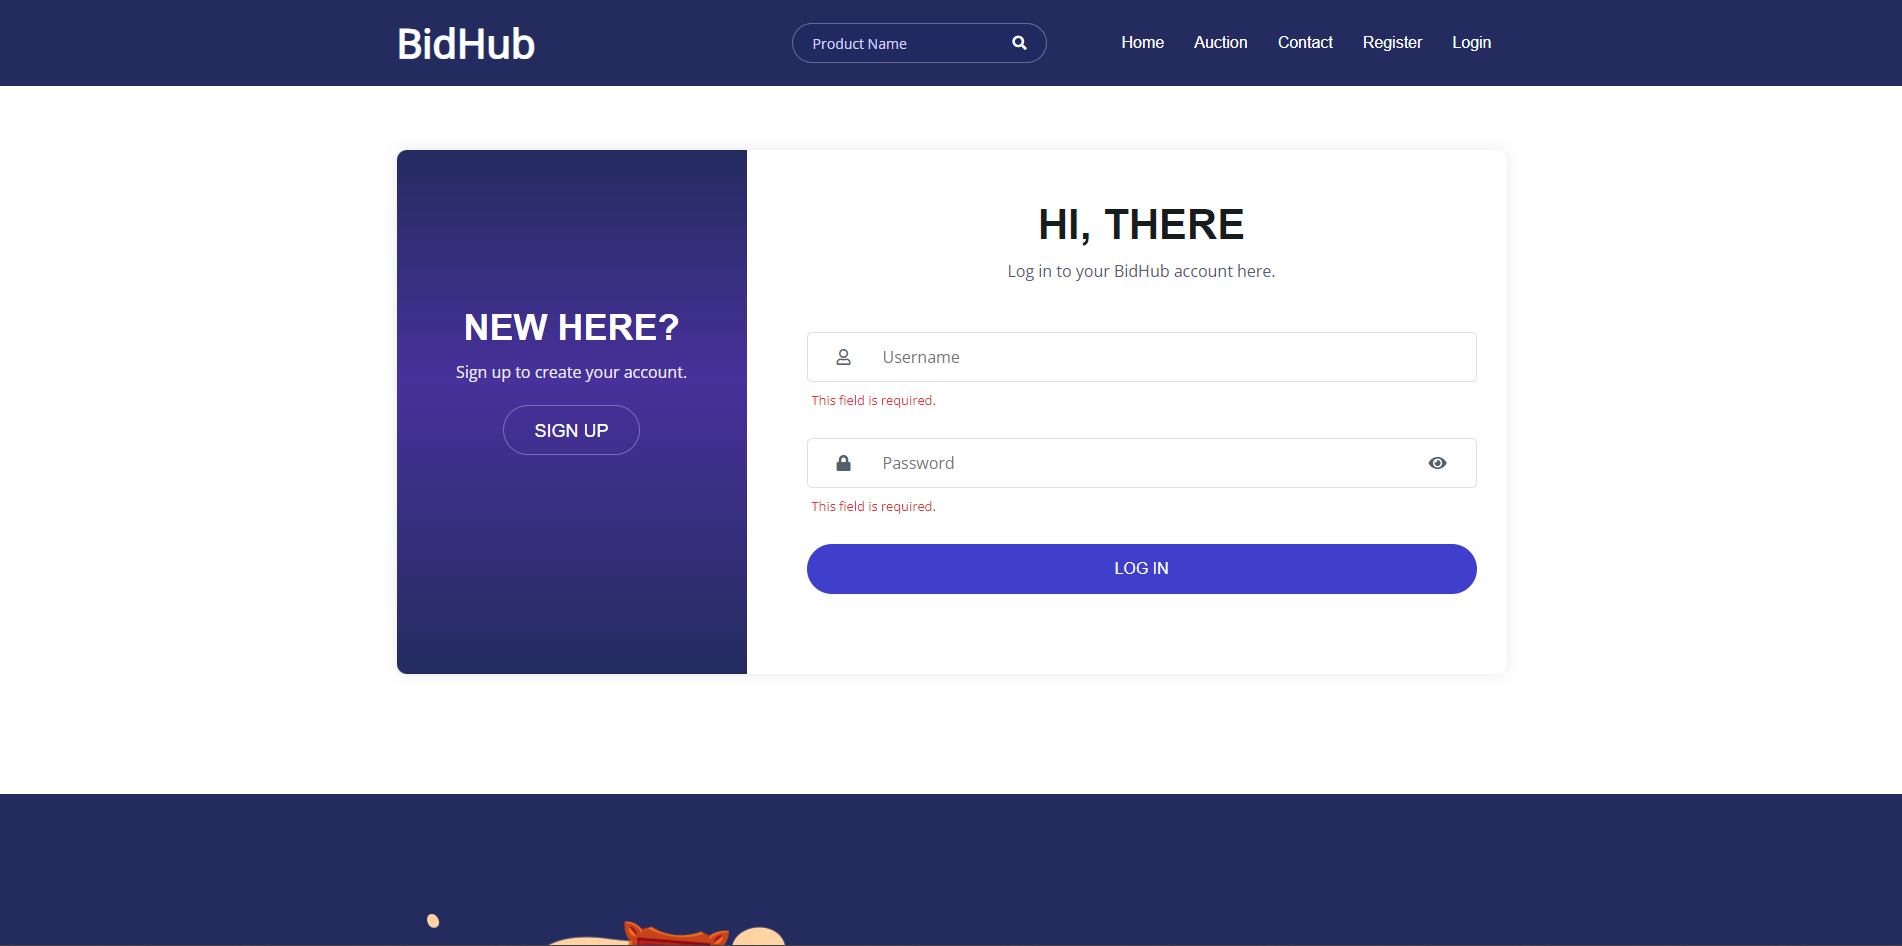 BidHub
Product Name
Home
Auction
Contact
Register
Login
NEW HERE?
Sign up to create your account.
SIGN UP
HI, THERE
Log in to your BidHub account here.
Username
This field is required.
Password
This field is required.
LOG IN